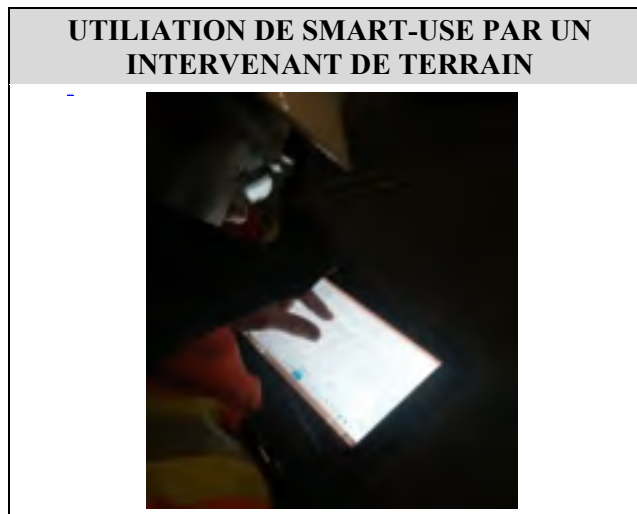 UTILIATION DE SMART-USE PAR UN
INTERVENANT DE TERRAIN